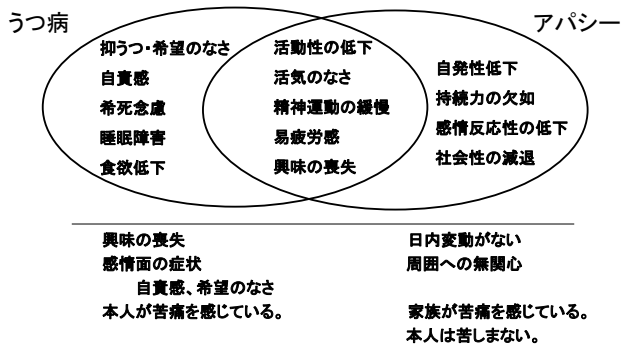 うつ病
アパシー
抑うつ・希望のなさ
自責感
希死念慮
睡眠障害
食欲低下
活動性の低下
活気のなさ
精神運動の緩慢
易疲労感
興味の喪失
自発性低下
持続力の欠如
感情反応性の低下
社会性の減退
興味の喪失
感情面の症状
自責感、希望のなさ
本人が苦痛を感じている。
日内変動がない
周囲への無関心
家族が苦痛を感じている。
本人は苦しまない。